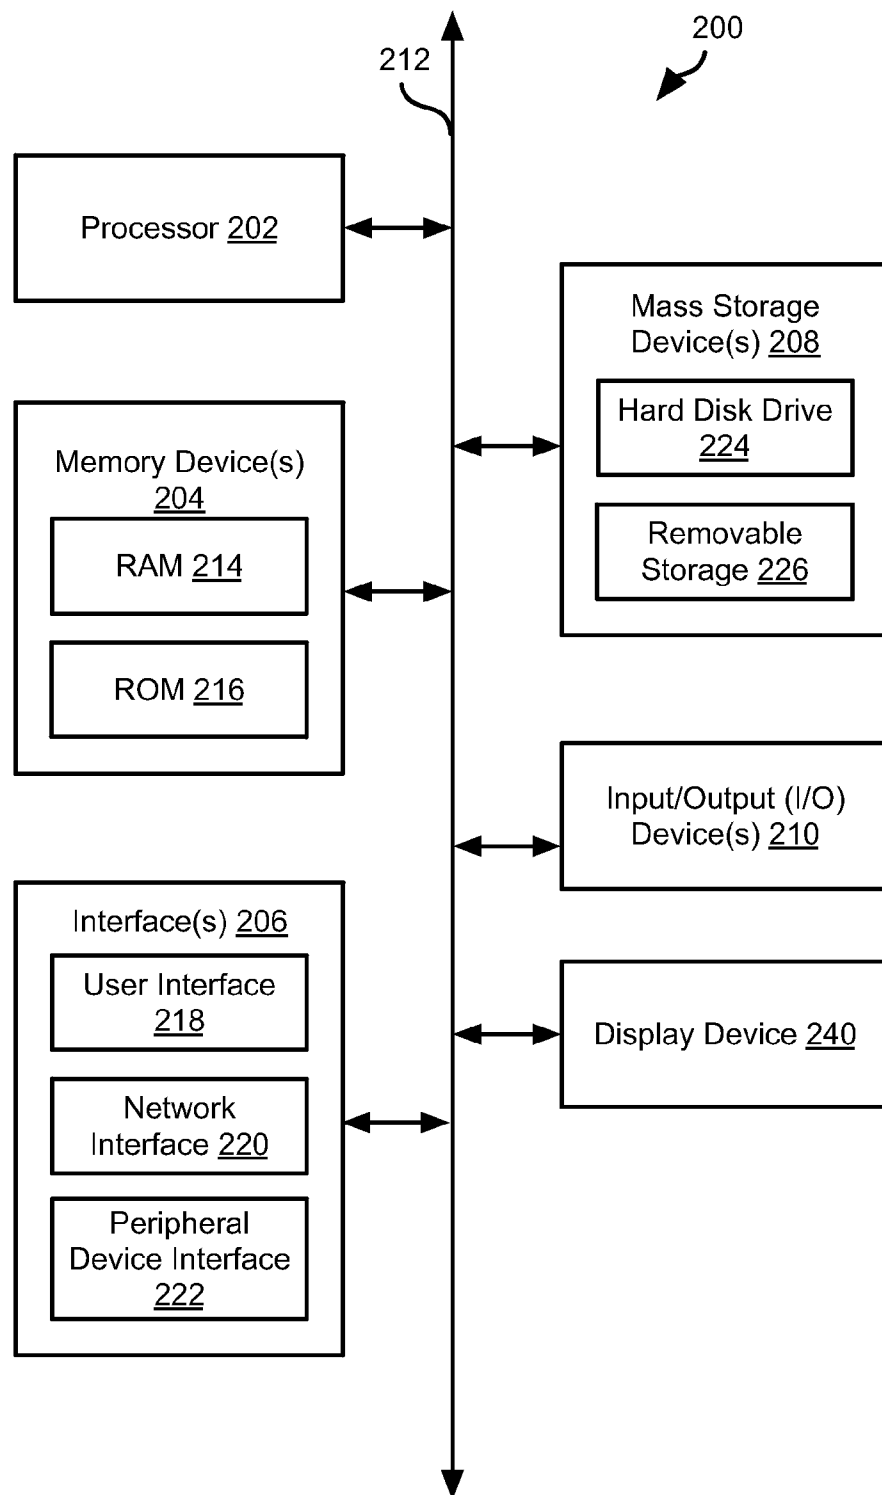 200
212
Processor 202
Mass Storage
Device(s) 208
Hard Disk Drive
224
Removable
Storage 226
Memory Device(s)
204
RAM 214
ROM 216
Input/Output (I/O)
Device(s) 210
Interface(s) 206
User Interface
218
Network
Interface 220
Peripheral
Device Interface
222
Display Device 240